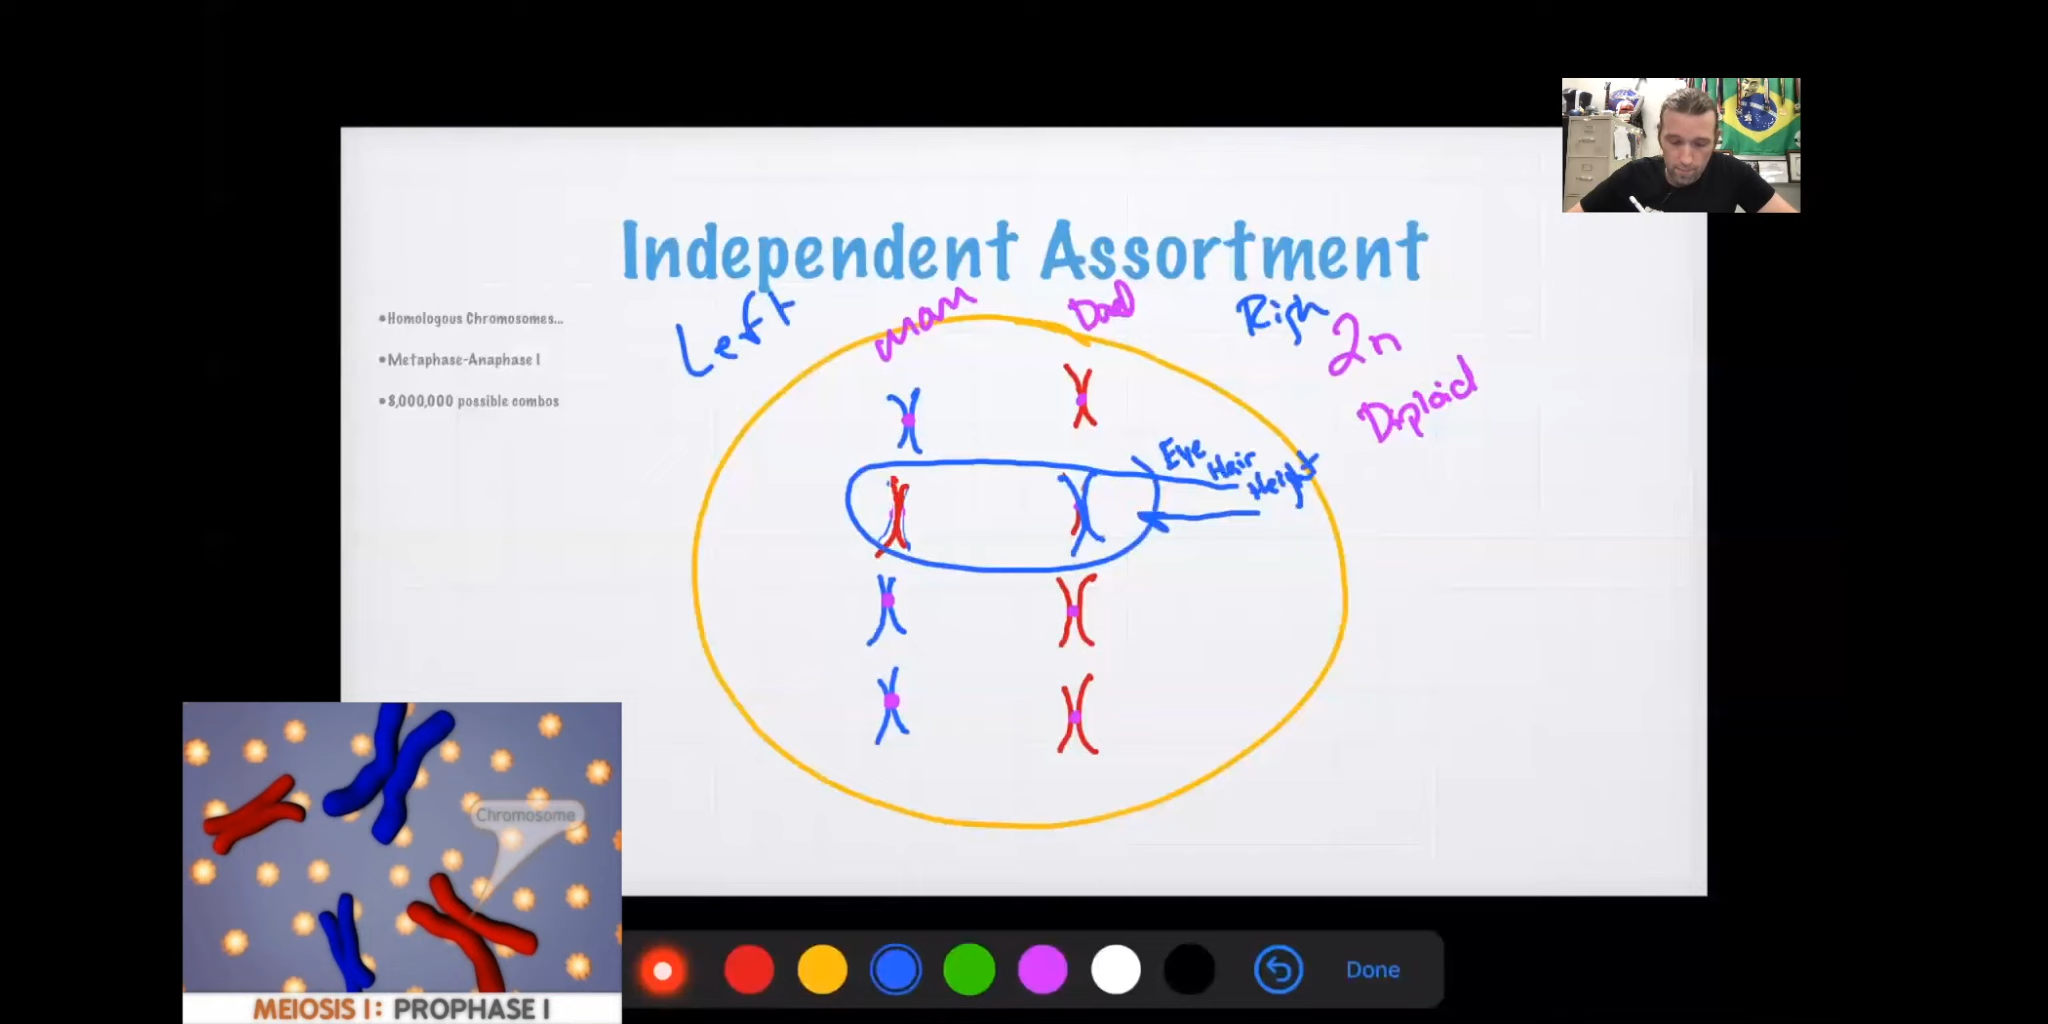 Independent Assortment
Left
mom
Dad
Righ
2n
Diploid
•Homologous Chromosomes...
•Metaphase-Anaphase I
•8,000,000 possible combos
Eye
Hair
Height
Chromosome
MEIOSIS I: PROPHASE I
Done